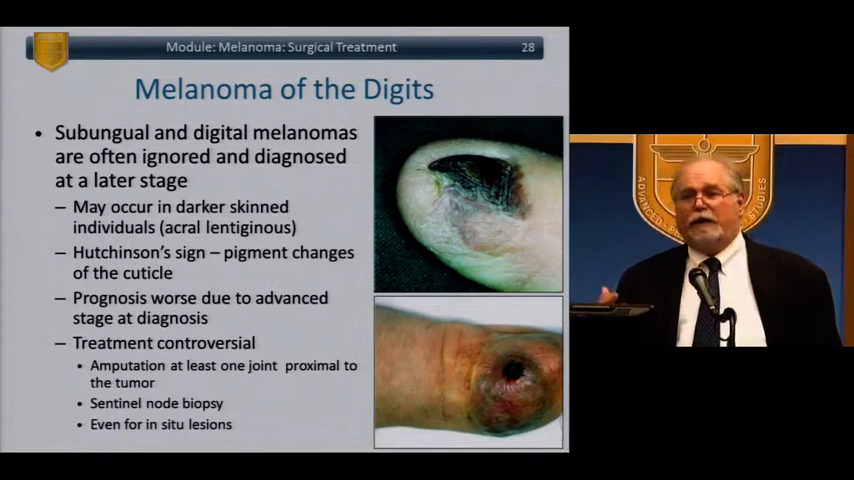 Module: Melanoma: Surgical Treatment 28
Melanoma of the Digits
• Subungual and digital melanomas
are often ignored and diagnosed
at a later stage
– May occur in darker skinned
individuals (acral lentiginous)
– Hutchinson's sign – pigment changes
of the cuticle
– Prognosis worse due to advanced
stage at diagnosis
– Treatment controversial
• Amputation at least one joint proximal to
the tumor
• Sentinel node biopsy
• Even for in situ lesions
ADVANCED
STUDIES